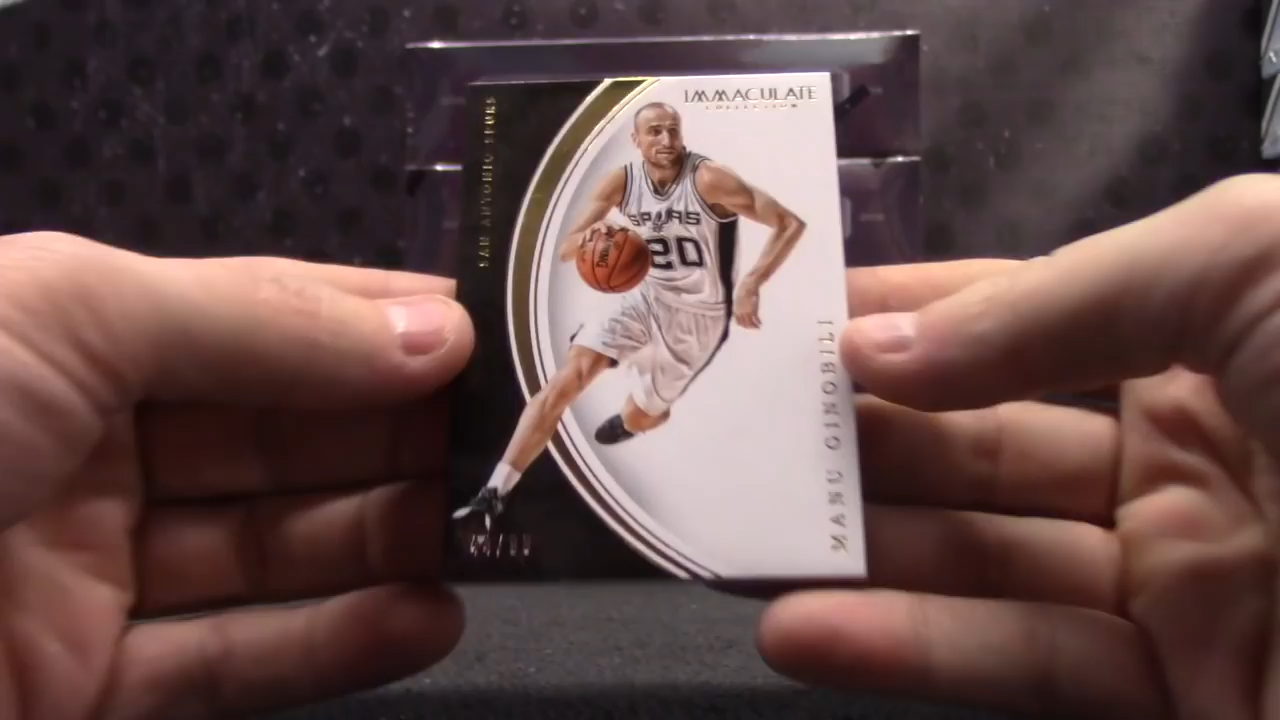 IMMACULATE
COLLECTION
SAN ANTONIO SPURS
SPURS
20
MANU GINOBILI